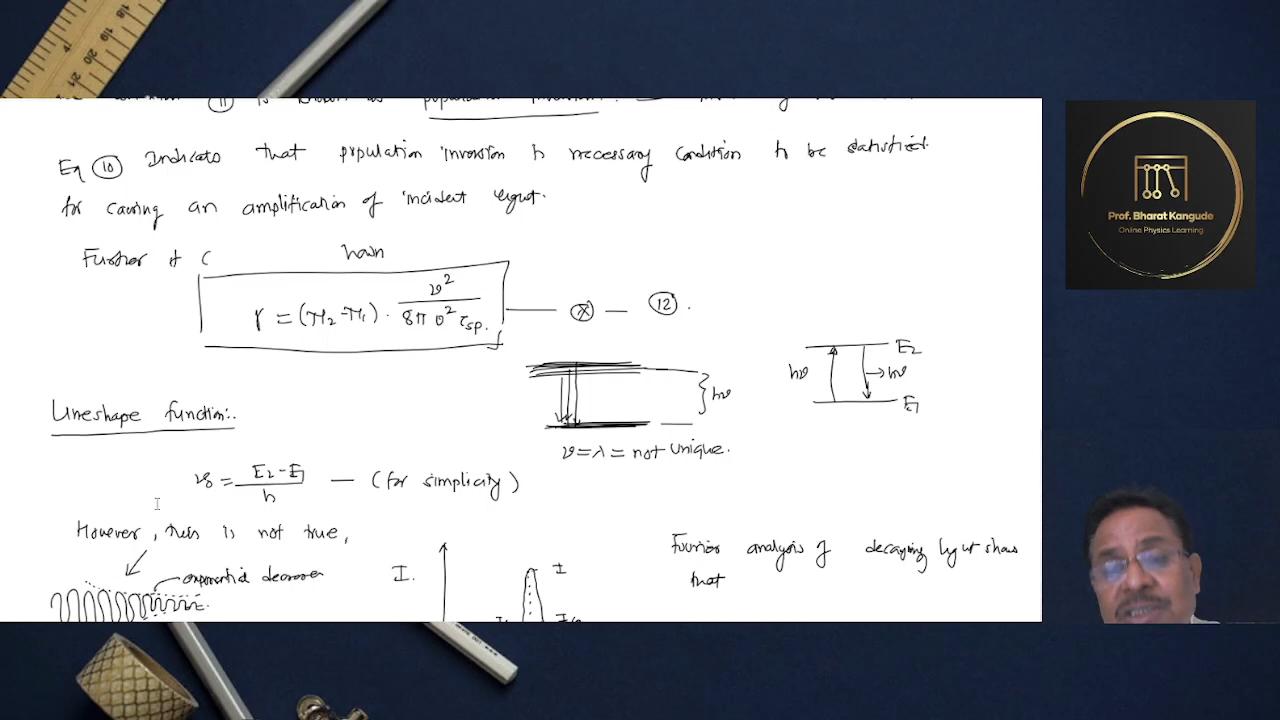 Eq (10) Indicates that population inversion is necessary condition to be statisfied
for causing an amplification of incident light.
Further it C
hown
γ = (N₂-N₁) · ν² / 8π υ² τsp. — (X) — (12).
E2
hν
hν
E1
hν
Lineshape function:-
ν = λ = not unique.
ν0 = E2-E1 / h — (for simplicity)
However, this is not true,
exponential decrease
I.
I
Fourier analysis of decaying light shows
that
Prof. Bharat Kangude
Online Physics Learning